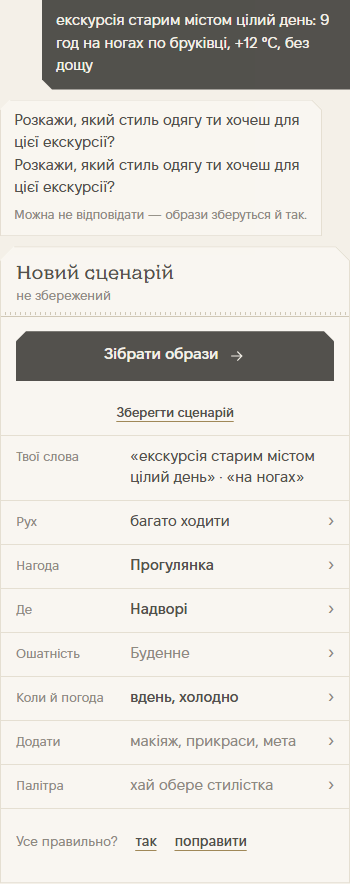 екскурсія старим містом цілий день: 9
год на ногах по бруківці, +12 °C, без
дощу
Розкажи, який стиль одягу ти хочеш для
цієї екскурсії?
Розкажи, який стиль одягу ти хочеш для
цієї екскурсії?
Можна не відповідати — образи зберуться й так.
Новий сценарій
не збережений
Зібрати образи →
Зберегти сценарій
Твої слова «екскурсія старим містом
цілий день» · «на ногах»
Рух багато ходити ›
Нагода Прогулянка ›
Де Надворі ›
Ошатність Буденне ›
Коли й погода вдень, холодно ›
Додати макіяж, прикраси, мета ›
Палітра хай обере стилістка ›
Усе правильно? так поправити